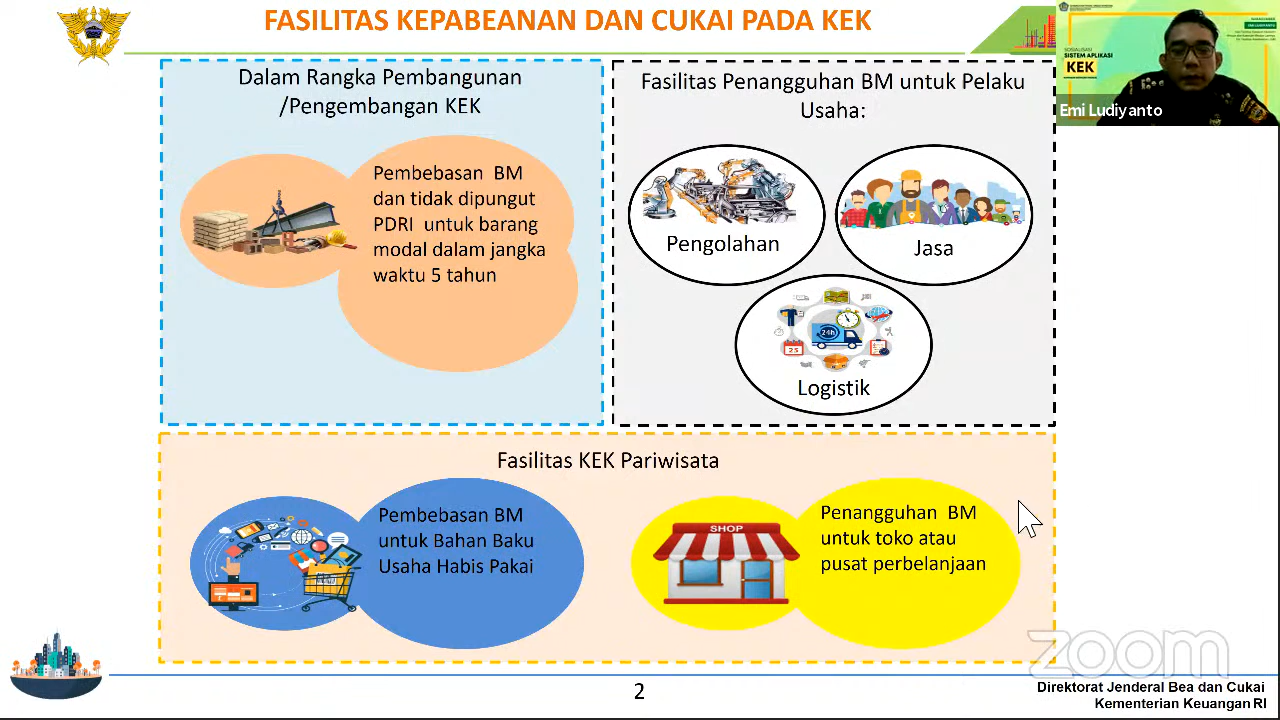 FASILITAS KEPABEANAN DAN CUKAI PADA KEK
Dalam Rangka Pembangunan
/Pengembangan KEK
Pembebasan BM
dan tidak dipungut
PDRI untuk barang
modal dalam jangka
waktu 5 tahun
Fasilitas Penangguhan BM untuk Pelaku
Usaha:
Pengolahan
Jasa
24h
25
Logistik
Fasilitas KEK Pariwisata
Pembebasan BM
untuk Bahan Baku
Usaha Habis Pakai
SHOP
Penangguhan BM
untuk toko atau
pusat perbelanjaan
SOSIALISASI
SISTEM APLIKASI
KEK
Emi Ludiyanto
zoom
2
Direktorat Jenderal Bea dan Cukai
Kementerian Keuangan RI